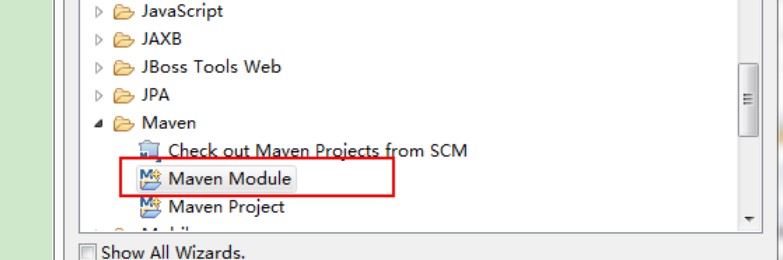 JavaScript
JAXB
JBoss Tools Web
JPA
Maven
Check out Maven Projects from SCM
Maven Module
Maven Project
Show All Wizards.